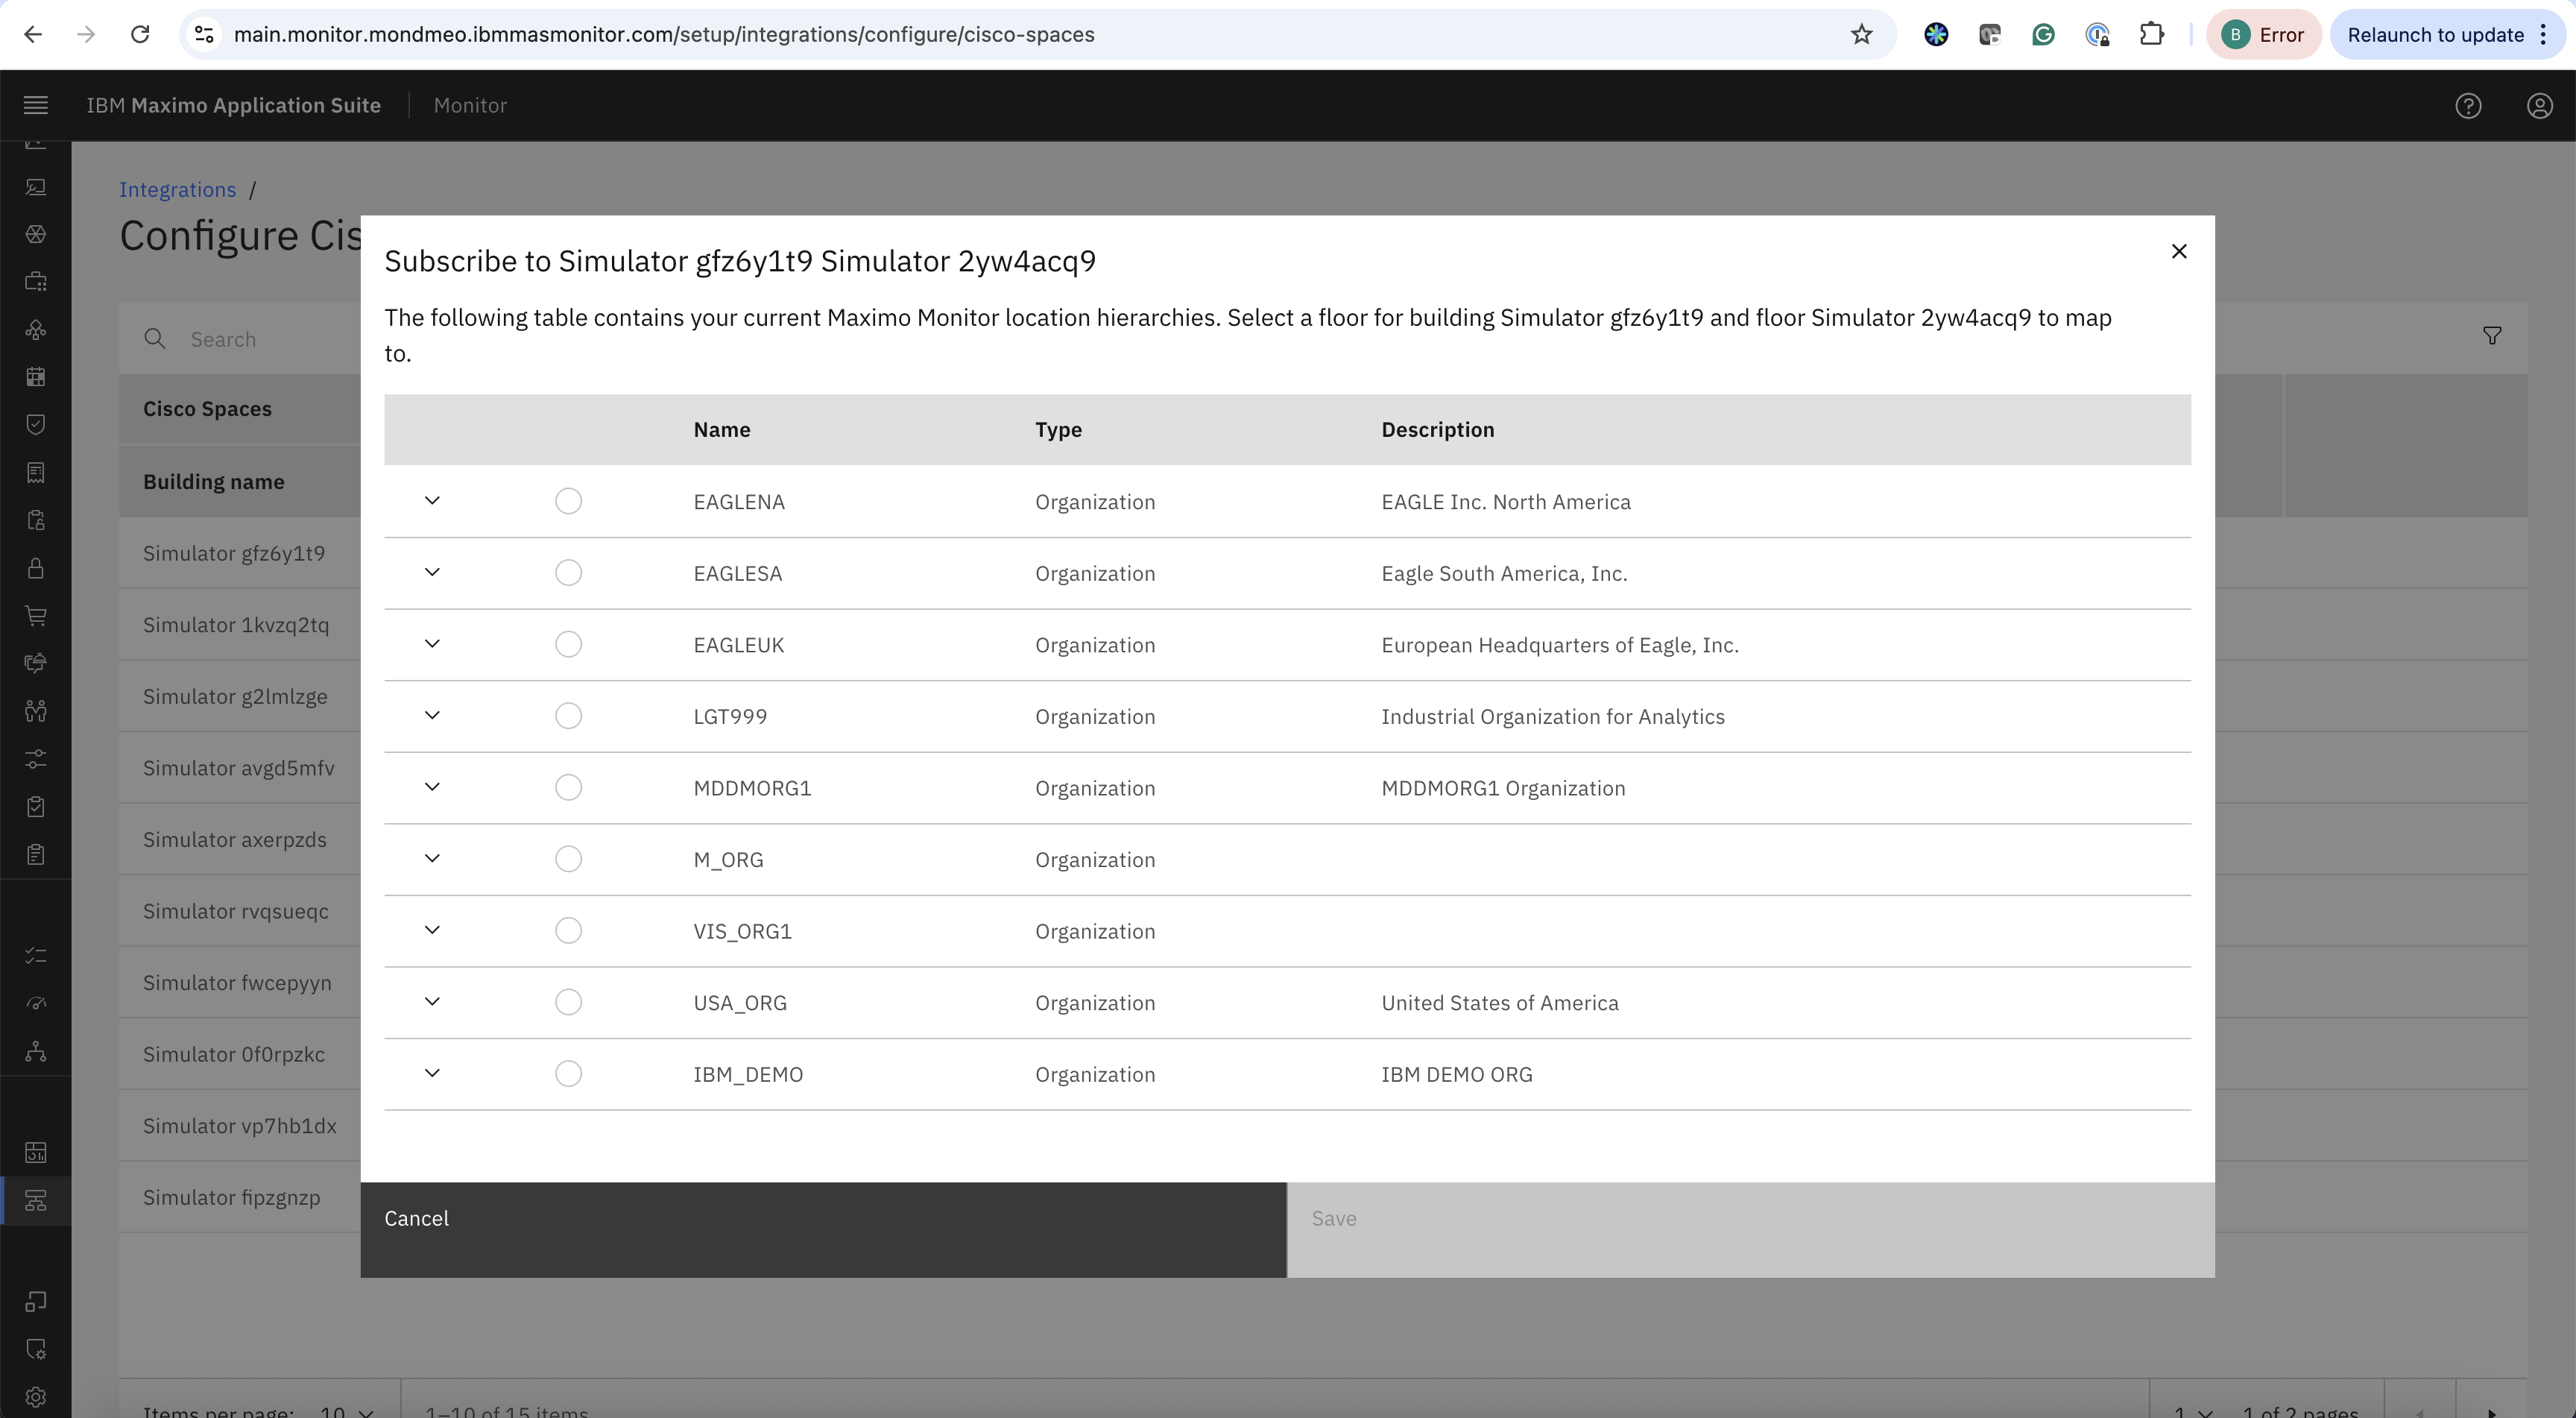 main.monitor.mondmeo.ibmmasmonitor.com/setup/integrations/configure/cisco-spaces
B Error
Relaunch to update
IBM Maximo Application Suite
Monitor
Integrations /
Configure Cis
Subscribe to Simulator gfz6y1t9 Simulator 2yw4acq9
The following table contains your current Maximo Monitor location hierarchies. Select a floor for building Simulator gfz6y1t9 and floor Simulator 2yw4acq9 to map
to.
Search
Cisco Spaces
Building name
Simulator gfz6y1t9
Simulator 1kvzq2tq
Simulator g2lmlzge
Simulator avgd5mfv
Simulator axerpzds
Simulator rvqsueqc
Simulator fwcepyyn
Simulator 0f0rpzkc
Simulator vp7hb1dx
Simulator fipzgnzp
Name Type Description
EAGLENA Organization EAGLE Inc. North America
EAGLESA Organization Eagle South America, Inc.
EAGLEUK Organization European Headquarters of Eagle, Inc.
LGT999 Organization Industrial Organization for Analytics
MDDMORG1 Organization MDDMORG1 Organization
M_ORG Organization
VIS_ORG1 Organization
USA_ORG Organization United States of America
IBM_DEMO Organization IBM DEMO ORG
Cancel
Save
Items per page: 10
1–10 of 15 items
1
1 of 2 pages